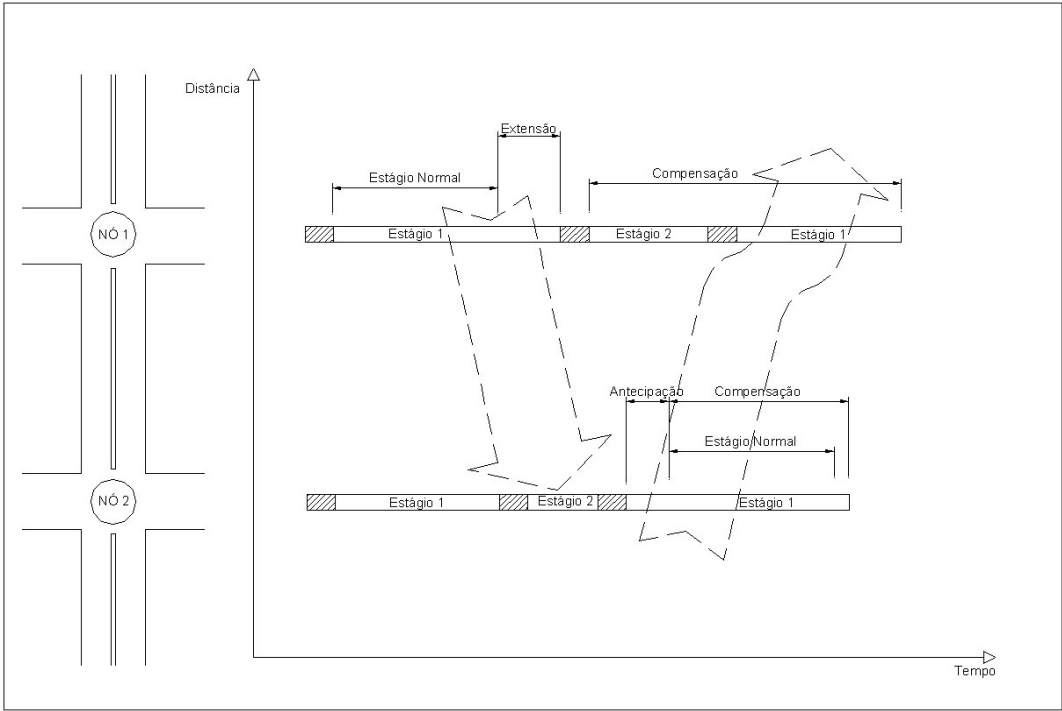 Distância
Extensão
Estágio Normal
Compensação
NÓ 1
Estágio 1
Estágio 2
Estágio 1
Antecipação
Compensação
Estágio Normal
NÓ 2
Estágio 1
Estágio 2
Estágio 1
Tempo